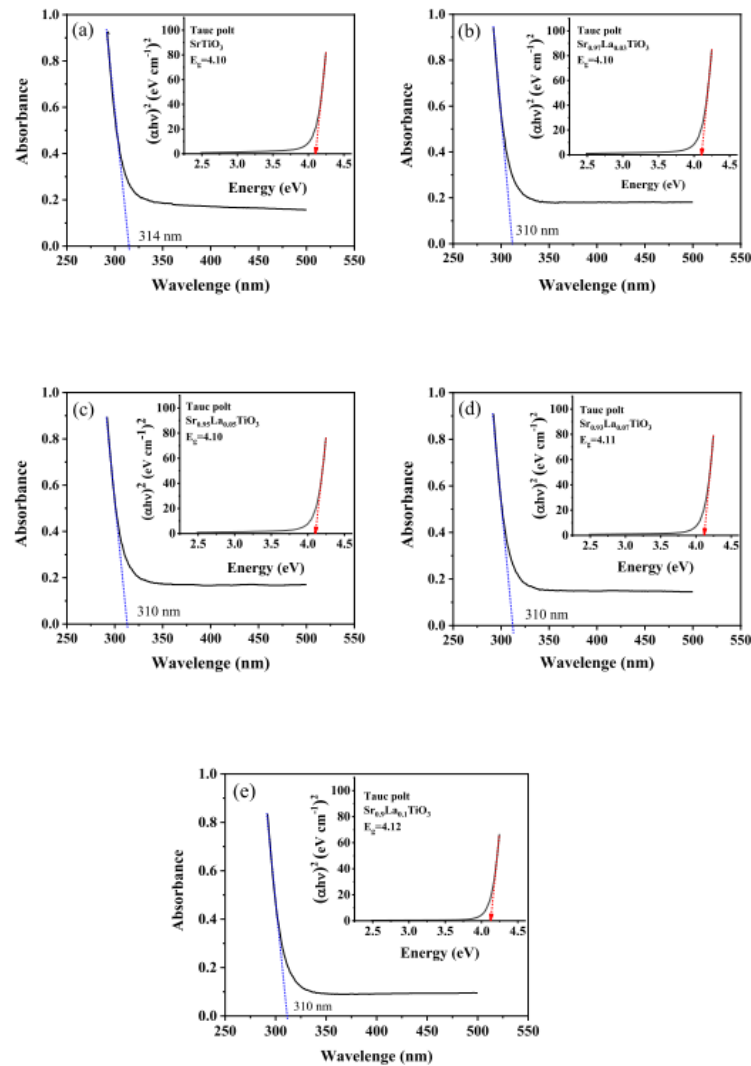 (a)
Tauc polt
SrTiO3
Eg=4.10
(αhν)2 (eV cm-1)2
100
80
60
40
20
0
2.5 3.0 3.5 4.0 4.5
Energy (eV)
Absorbance
1.0
0.8
0.6
0.4
0.2
0.0
314 nm
250 300 350 400 450 500 550
Wavelenge (nm)
(b)
Tauc polt
Sr0.97La0.03TiO3
Eg=4.10
(αhν)2 (eV cm-1)2
100
80
60
40
20
0
2.5 3.0 3.5 4.0 4.5
Energy (eV)
Absorbance
1.0
0.8
0.6
0.4
0.2
0.0
310 nm
250 300 350 400 450 500 550
Wavelenge (nm)
(c)
Tauc polt
Sr0.95La0.05TiO3
Eg=4.10
(αhν)2 (eV cm-1)2
100
80
60
40
20
0
2.5 3.0 3.5 4.0 4.5
Energy (eV)
Absorbance
1.0
0.8
0.6
0.4
0.2
0.0
310 nm
250 300 350 400 450 500 550
Wavelenge (nm)
(d)
Tauc polt
Sr0.93La0.07TiO3
Eg=4.11
(αhν)2 (eV cm-1)2
100
80
60
40
20
0
2.5 3.0 3.5 4.0 4.5
Energy (eV)
Absorbance
1.0
0.8
0.6
0.4
0.2
0.0
310 nm
250 300 350 400 450 500 550
Wavelenge (nm)
(e)
Tauc polt
Sr0.9La0.1TiO3
Eg=4.12
(αhν)2 (eV cm-1)2
100
80
60
40
20
0
2.5 3.0 3.5 4.0 4.5
Energy (eV)
Absorbance
1.0
0.8
0.6
0.4
0.2
0.0
310 nm
250 300 350 400 450 500 550
Wavelenge (nm)